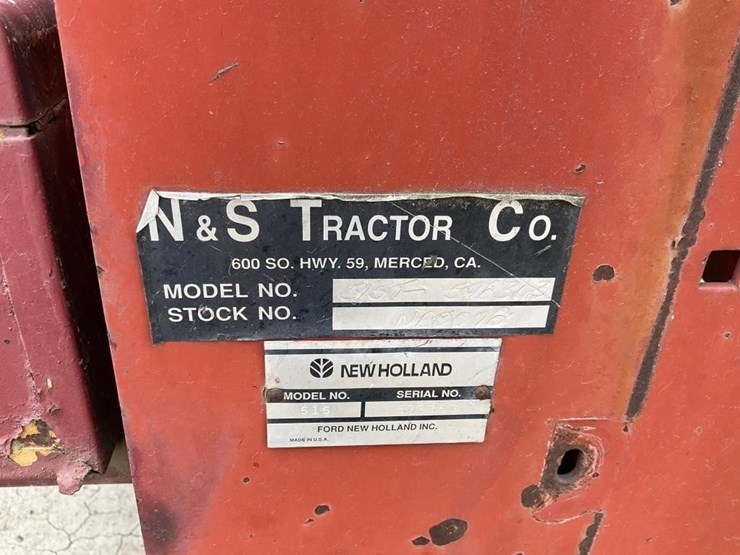 N & S TRACTOR CO.
600 SO. HWY. 59, MERCED, CA.
MODEL NO.
STOCK NO.
NEW HOLLAND
MODEL NO. SERIAL NO.
515
FORD NEW HOLLAND INC.
MADE IN U.S.A.